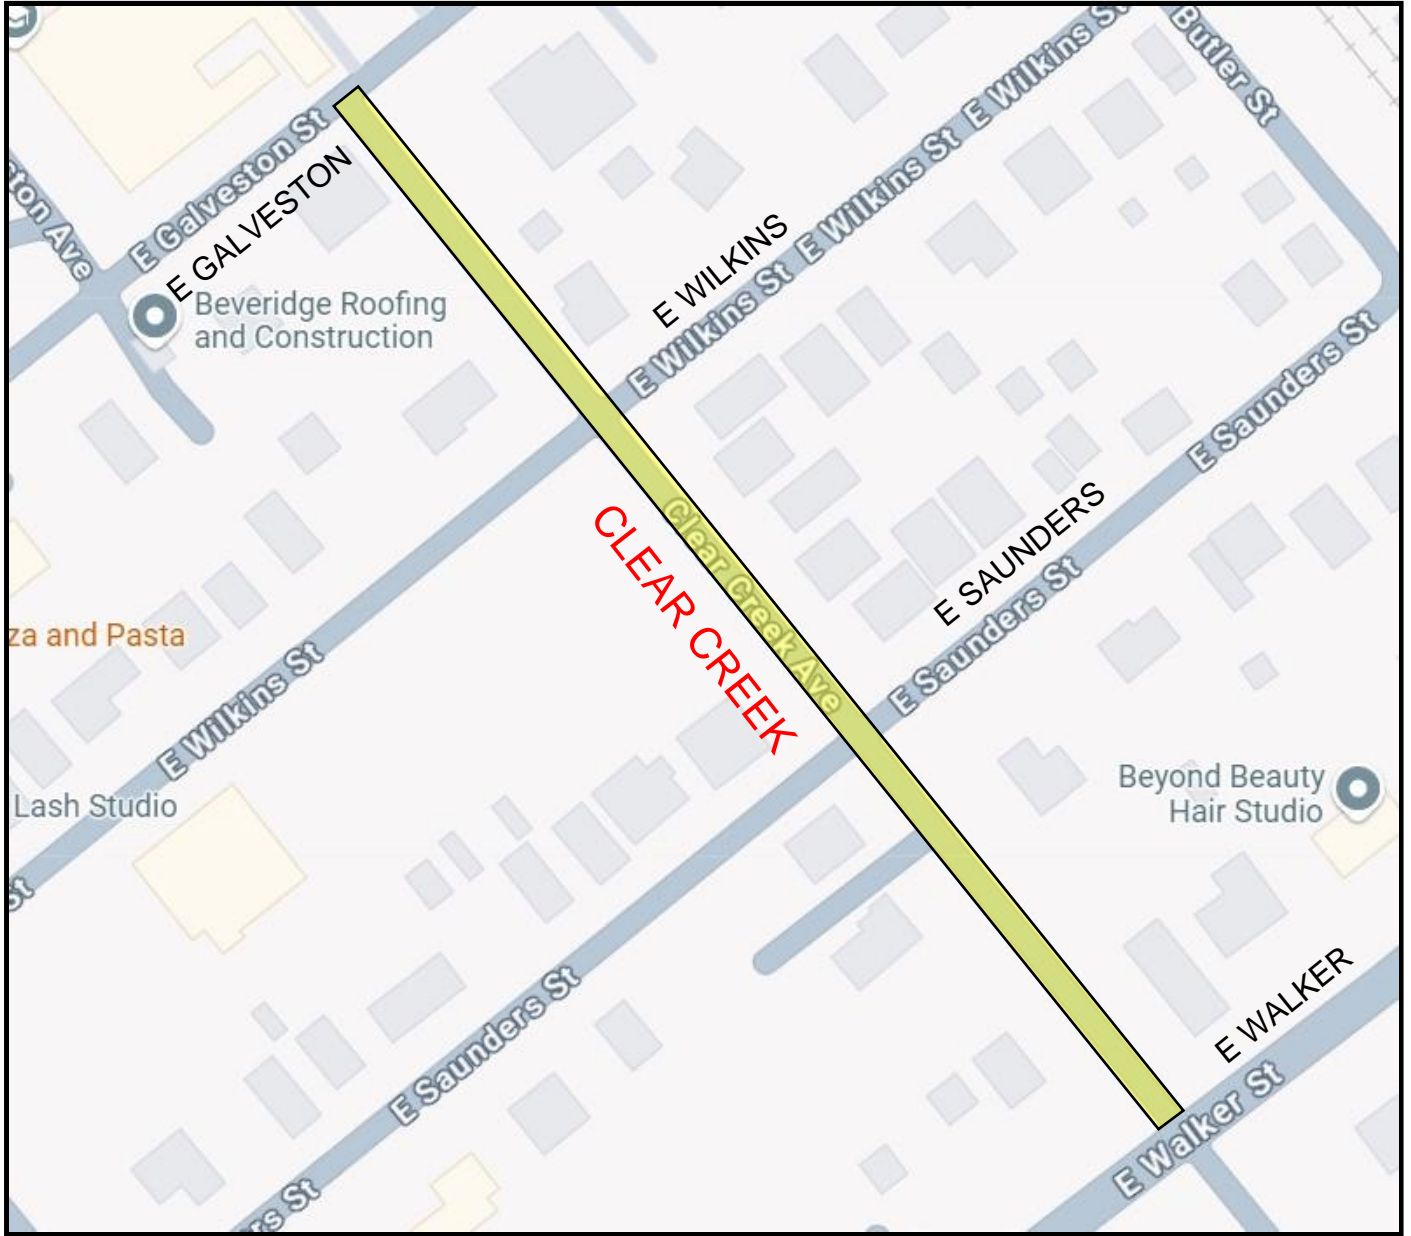 E Wilkins St
Butler St
E Wilkins St
E Galveston St
E GALVESTON
ton Ave
E Wilkins St
E WILKINS
Beveridge Roofing
and Construction
E Wilkins St
E Saunders St
Clear Creek Ave
CLEAR CREEK
E SAUNDERS
E Saunders St
za and Pasta
E Wilkins St
Beyond Beauty
Hair Studio
Lash Studio
St
E WALKER
E Saunders St
E Walker St
rs St